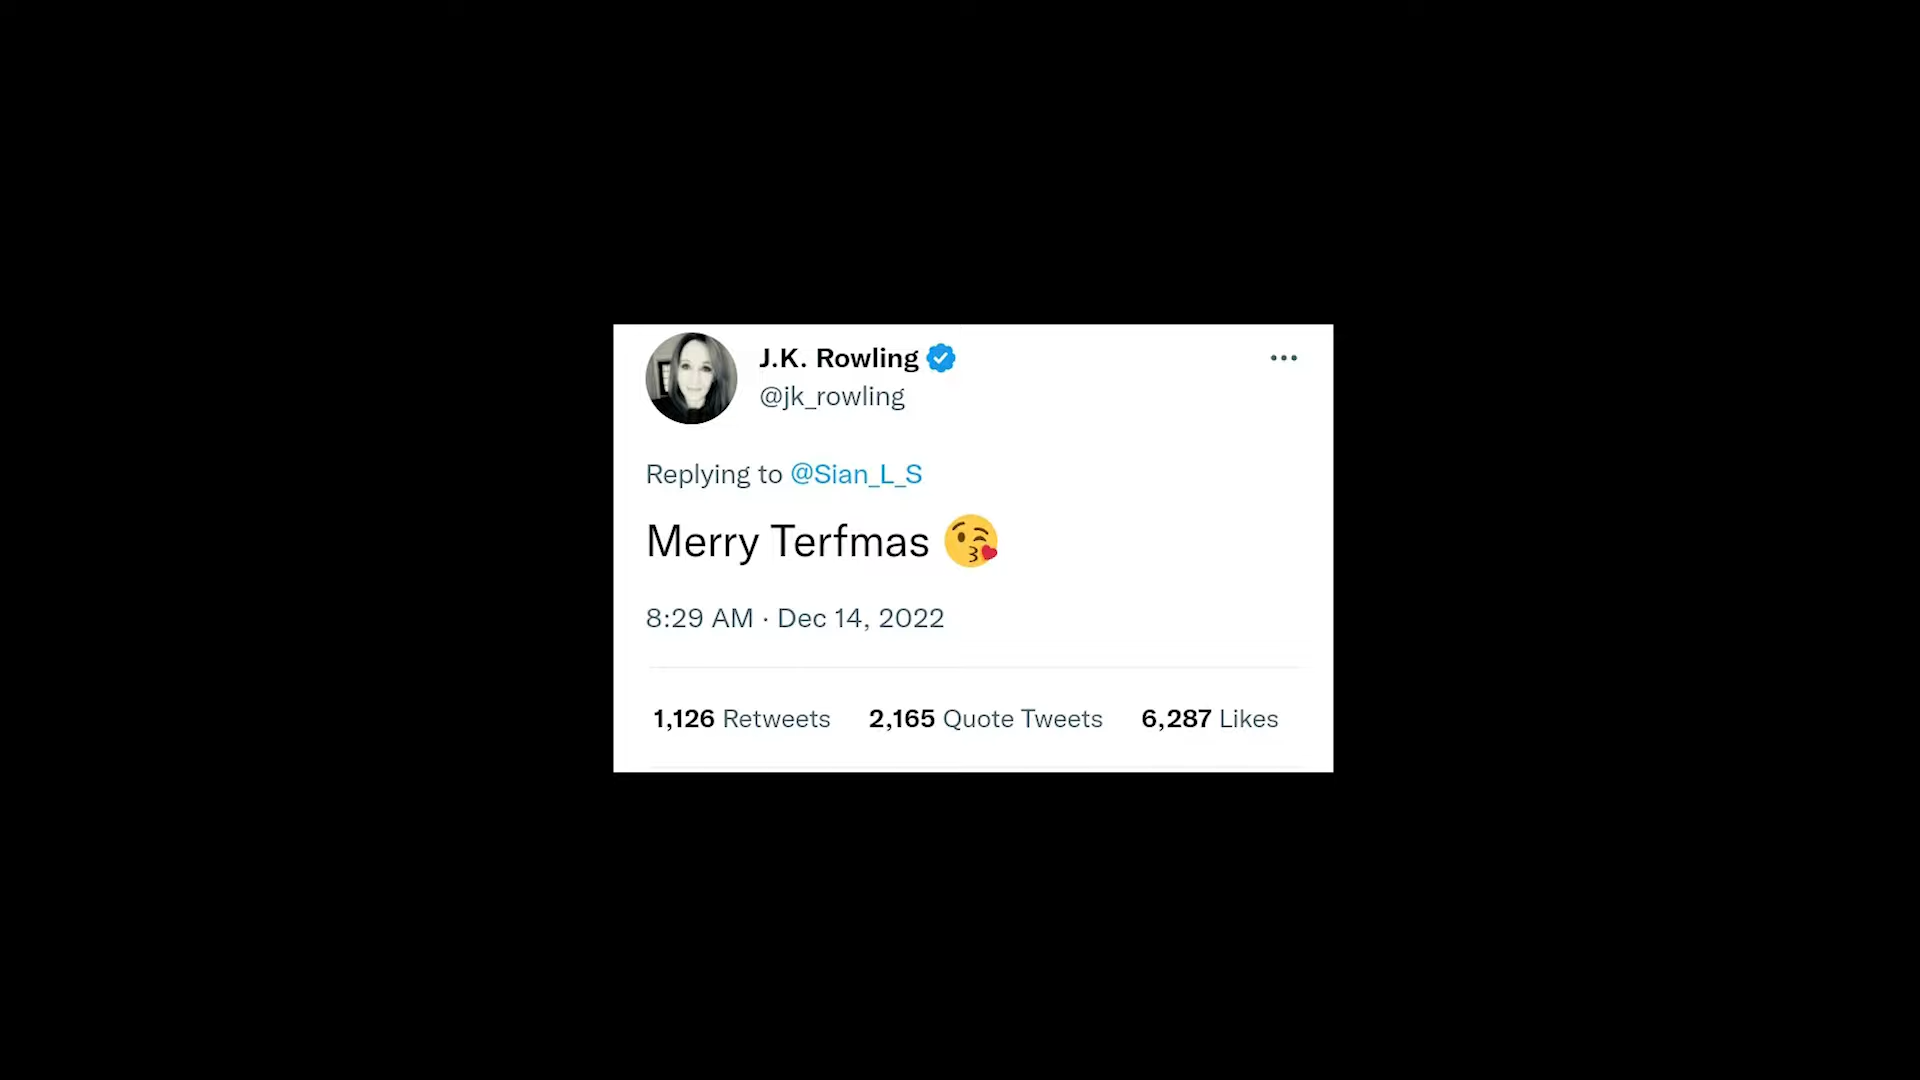 J.K. Rowling
@jk_rowling
Replying to @Sian_L_S
Merry Terfmas 😘
8:29 AM · Dec 14, 2022
1,126 Retweets 2,165 Quote Tweets 6,287 Likes